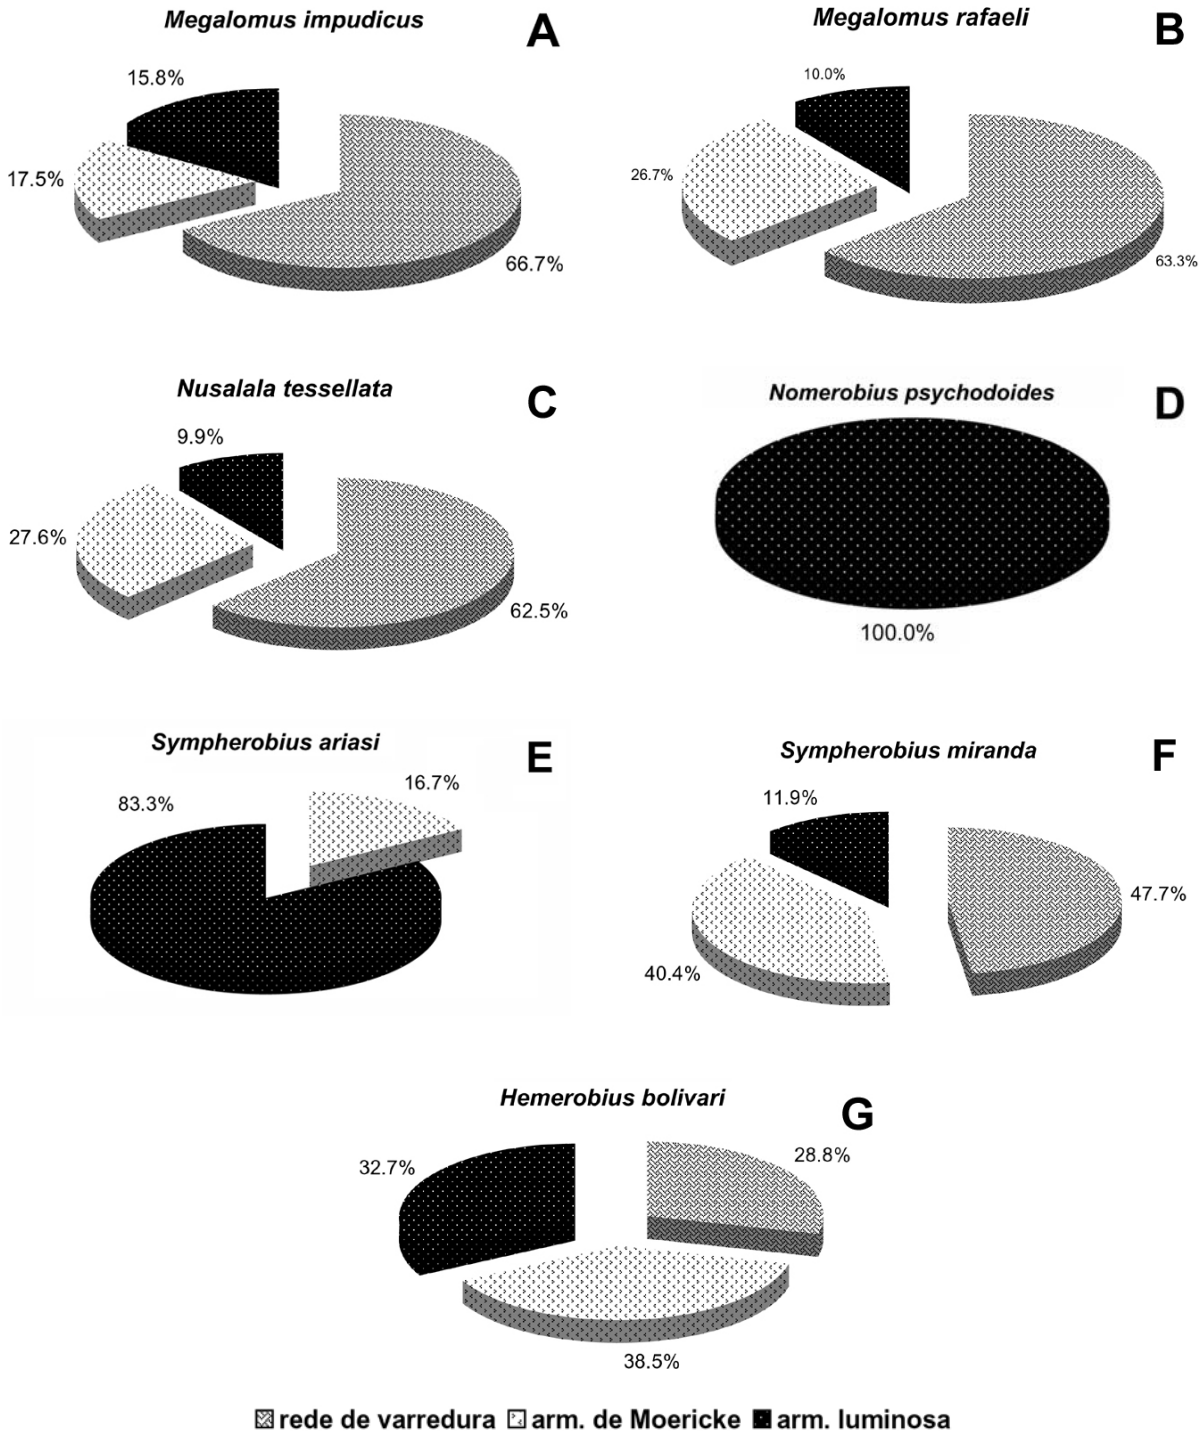 Megalomus impudicus
A
15.8%
17.5%
66.7%
Megalomus rafaeli
B
10.0%
26.7%
63.3%
Nusalala tessellata
C
9.9%
27.6%
62.5%
Nomerobius psychodoides
D
100.0%
Sympherobius ariasi
E
83.3%
16.7%
Sympherobius miranda
F
11.9%
47.7%
40.4%
Hemerobius bolivari
G
32.7%
28.8%
38.5%
rede de varredura arm. de Moericke arm. luminosa